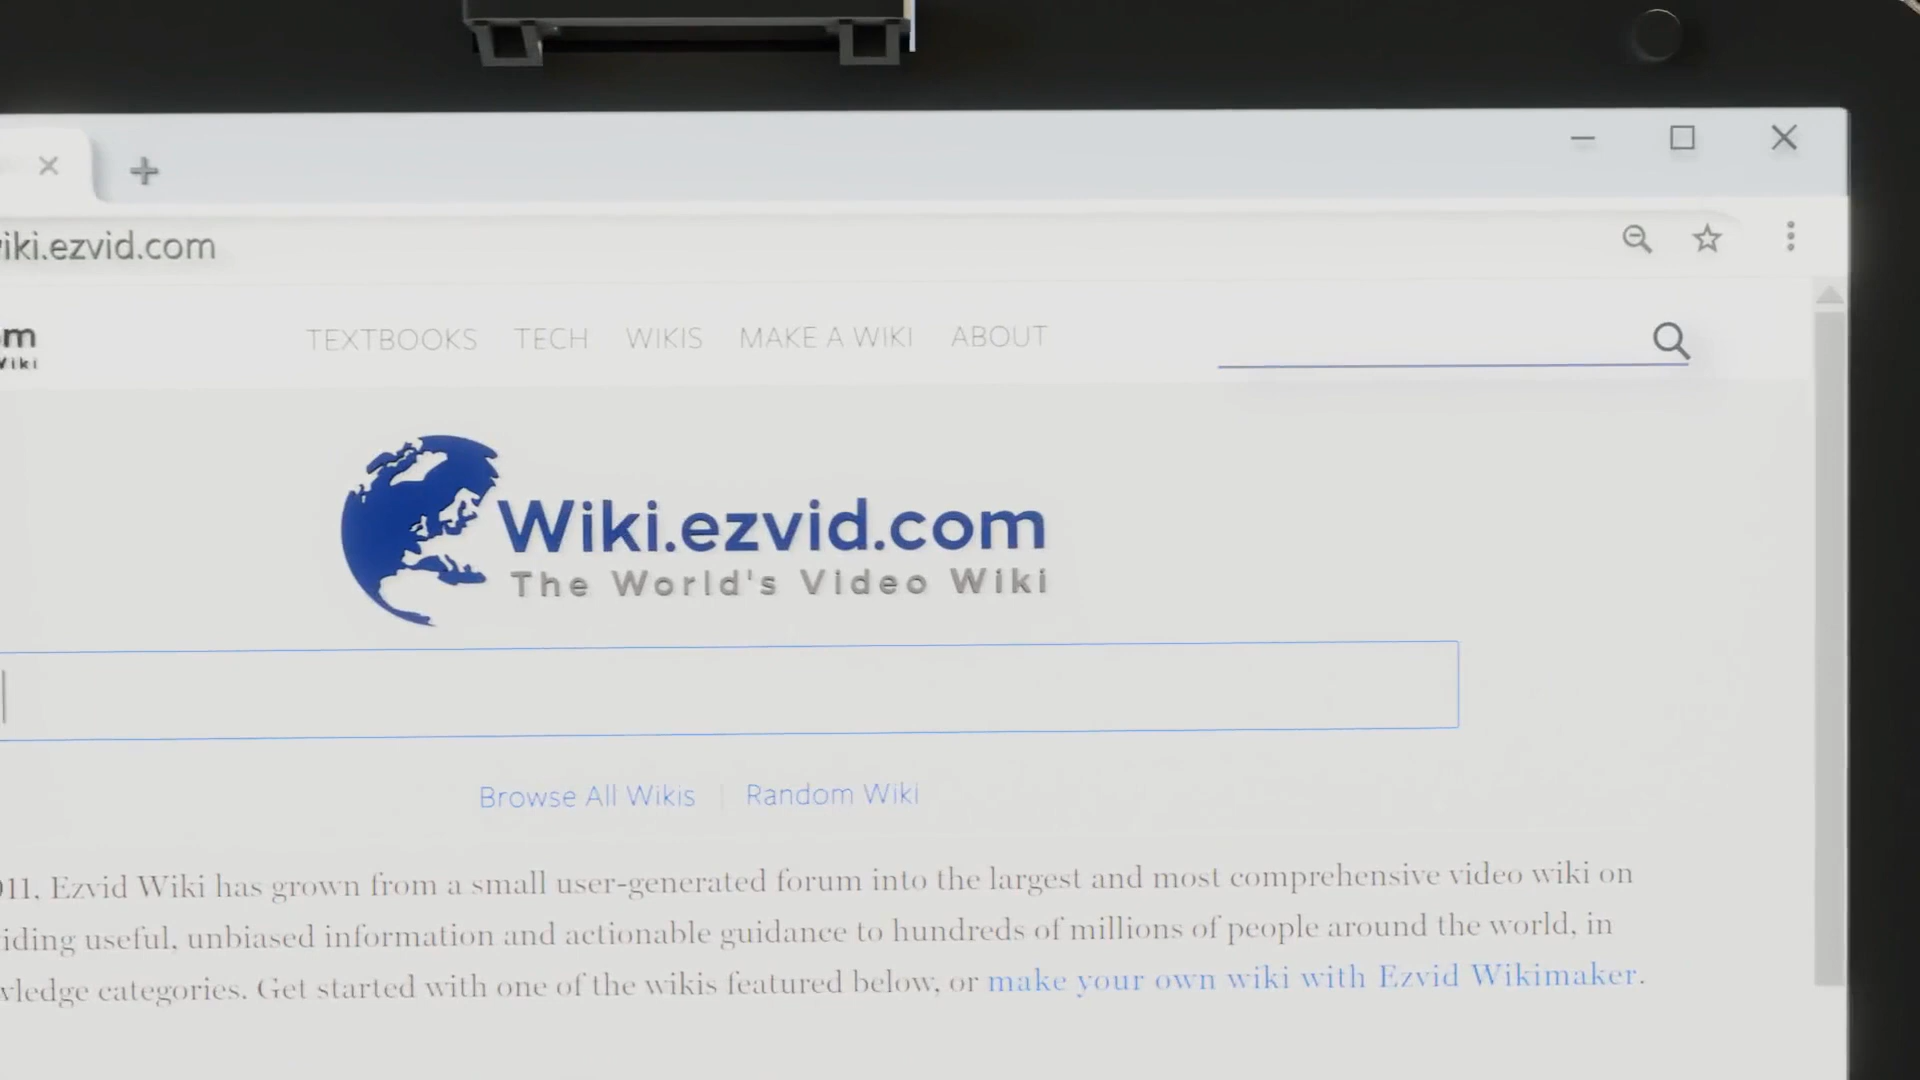 wiki.ezvid.com
TEXTBOOKS TECH WIKIS MAKE A WIKI ABOUT
Wiki
Wiki.ezvid.com
The World's Video Wiki
Browse All Wikis | Random Wiki
Ezvid Wiki has grown from a small user-generated forum into the largest and most comprehensive video wiki on
useful, unbiased information and actionable guidance to hundreds of millions of people around the world, in
categories. Get started with one of the wikis featured below, or make your own wiki with Ezvid Wikimaker.